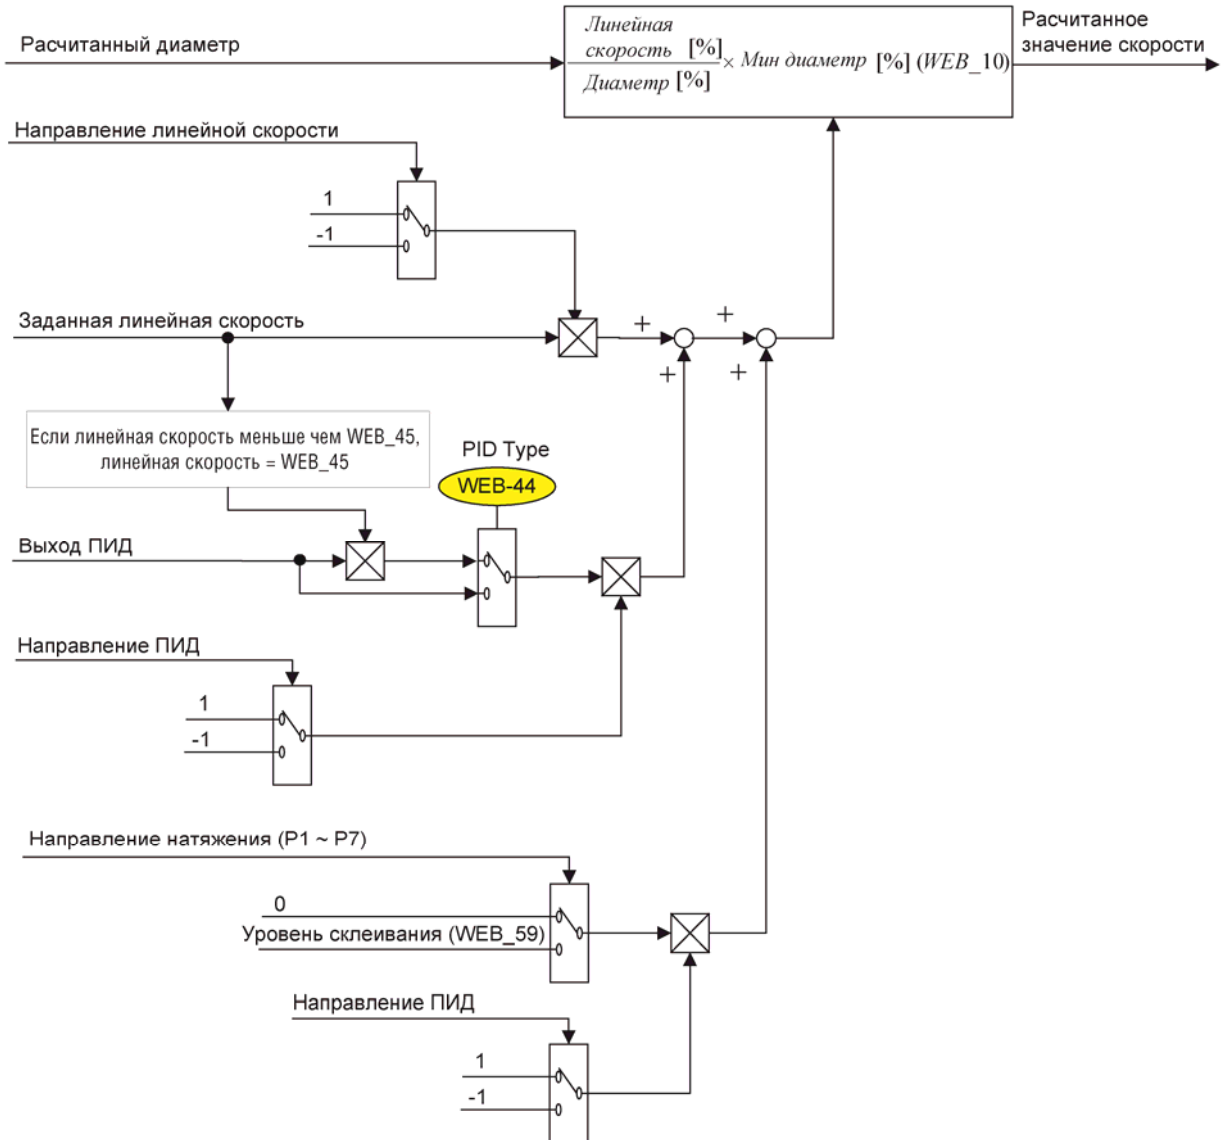 Расчитанный диаметр
Линейная
скорость [%]
Диаметр [%]
× Мин диаметр [%] (WEB_10)
Расчитанное
значение скорости
Направление линейной скорости
1
-1
Заданная линейная скорость
+
+
+
+
Если линейная скорость меньше чем WEB_45,
линейная скорость = WEB_45
PID Type
WEB-44
Выход ПИД
Направление ПИД
1
-1
Направление натяжения (P1 ~ P7)
0
Уровень склеивания (WEB_59)
Направление ПИД
1
-1